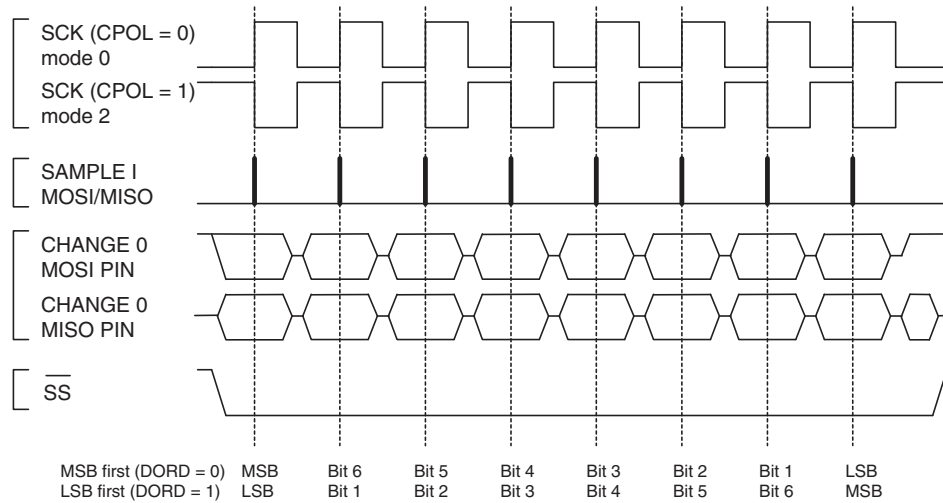 SCK (CPOL = 0)
mode 0
SCK (CPOL = 1)
mode 2
SAMPLE I
MOSI/MISO
CHANGE 0
MOSI PIN
CHANGE 0
MISO PIN
SS
MSB first (DORD = 0) MSB Bit 6 Bit 5 Bit 4 Bit 3 Bit 2 Bit 1 LSB
LSB first (DORD = 1) LSB Bit 1 Bit 2 Bit 3 Bit 4 Bit 5 Bit 6 MSB